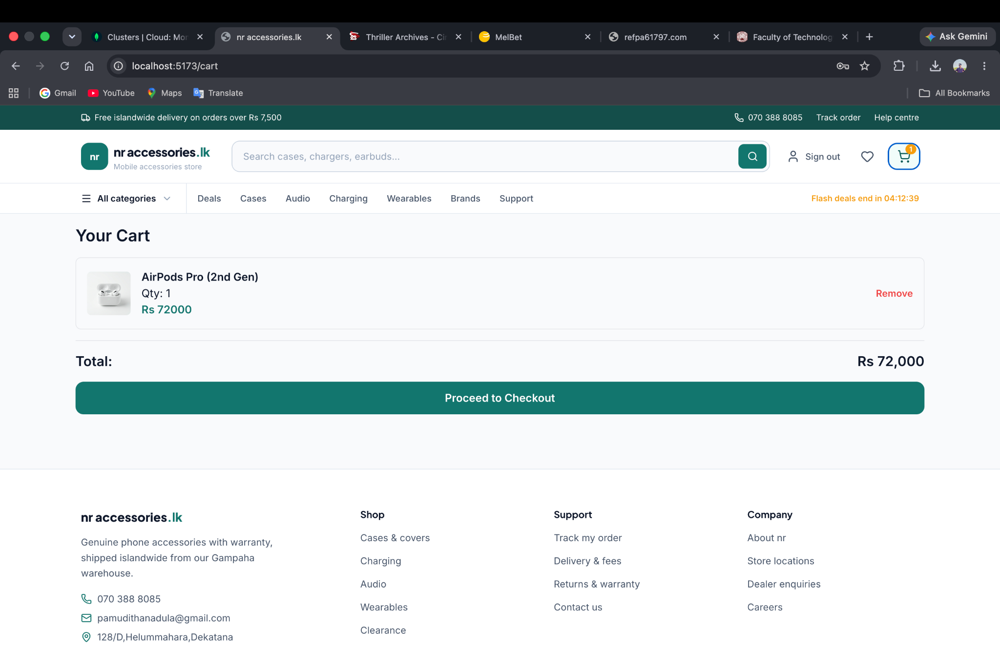 Clusters | Cloud: Mon
nr accessories.lk
Thriller Archives - Cin
MelBet
refpa61797.com
Faculty of Technolog
Ask Gemini
localhost:5173/cart
Gmail
YouTube
Maps
Translate
All Bookmarks
Free islandwide delivery on orders over Rs 7,500
070 388 8085
Track order
Help centre
nr
nr accessories.lk
Mobile accessories store
Search cases, chargers, earbuds...
Sign out
1
All categories
Deals
Cases
Audio
Charging
Wearables
Brands
Support
Flash deals end in 04:12:39
Your Cart
AirPods Pro (2nd Gen)
Qty: 1
Rs 72000
Remove
Total:
Rs 72,000
Proceed to Checkout
nr accessories.lk
Genuine phone accessories with warranty,
shipped islandwide from our Gampaha
warehouse.
070 388 8085
pamudithanadula@gmail.com
128/D,Helummahara,Dekatana
Shop
Cases & covers
Charging
Audio
Wearables
Clearance
Support
Track my order
Delivery & fees
Returns & warranty
Contact us
Company
About nr
Store locations
Dealer enquiries
Careers